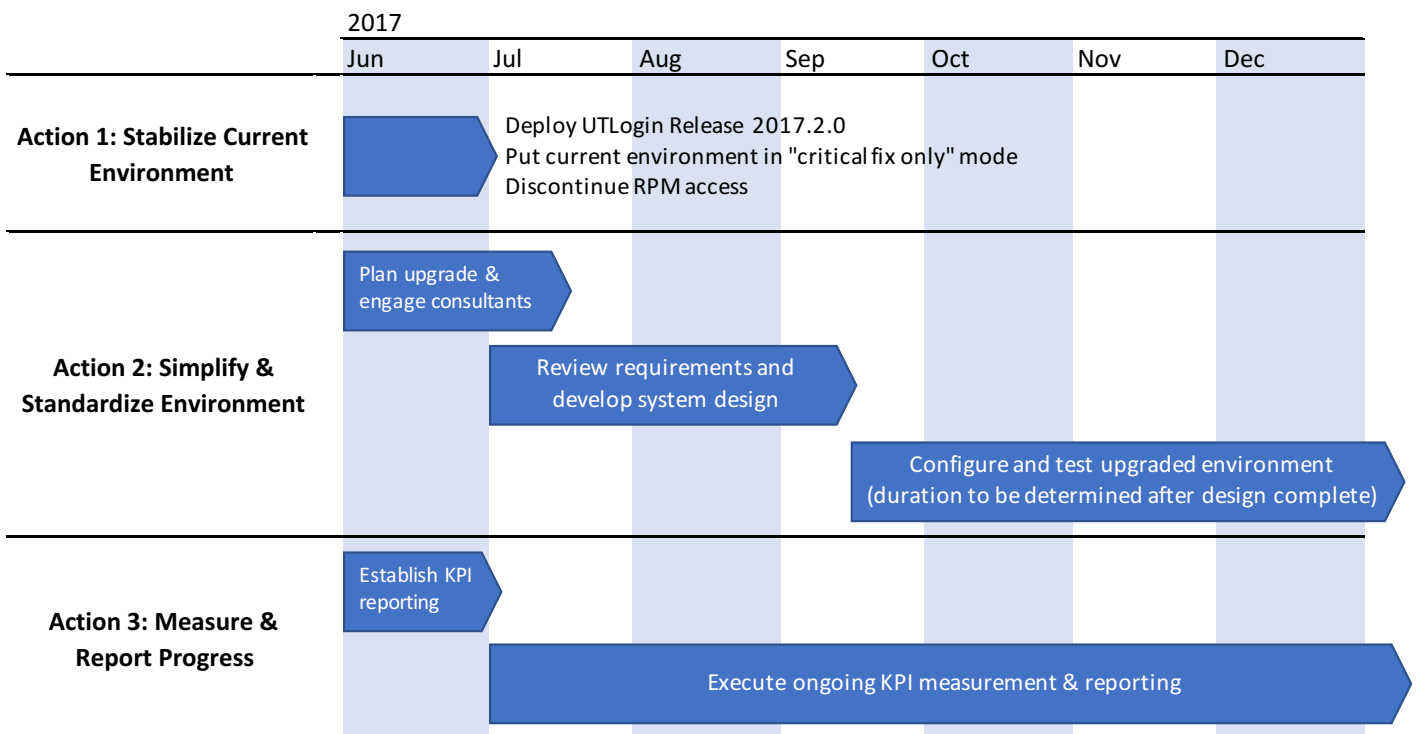 2017
Jun Jul Aug Sep Oct Nov Dec
Action 1: Stabilize Current
Environment
Deploy UTLogin Release 2017.2.0
Put current environment in "critical fix only" mode
Discontinue RPM access
Action 2: Simplify &
Standardize Environment
Plan upgrade &
engage consultants
Review requirements and
develop system design
Configure and test upgraded environment
(duration to be determined after design complete)
Action 3: Measure &
Report Progress
Establish KPI
reporting
Execute ongoing KPI measurement & reporting